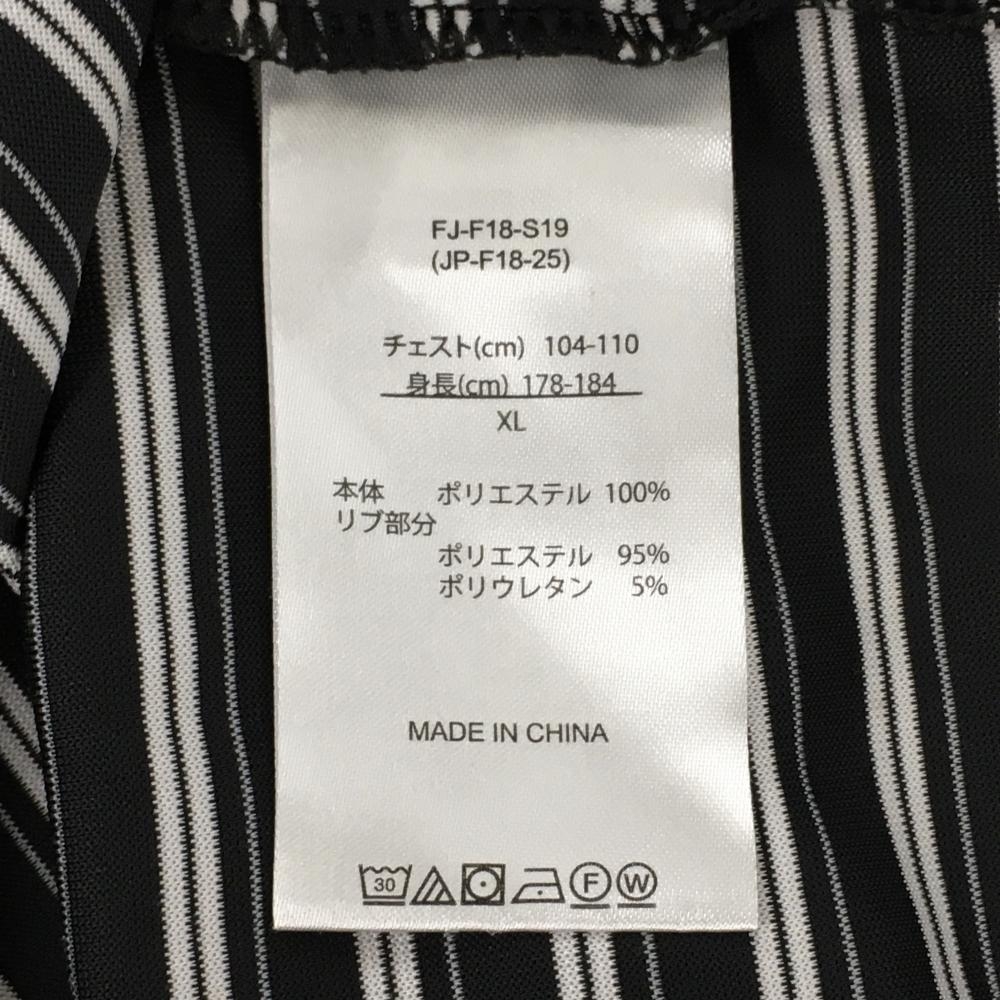 FJ-F18-S19
(JP-F18-25)
チェスト(cm) 104-110
身長(cm) 178-184
XL
本体 ポリエステル 100%
リブ部分
ポリエステル 95%
ポリウレタン 5%
MADE IN CHINA
30 F W